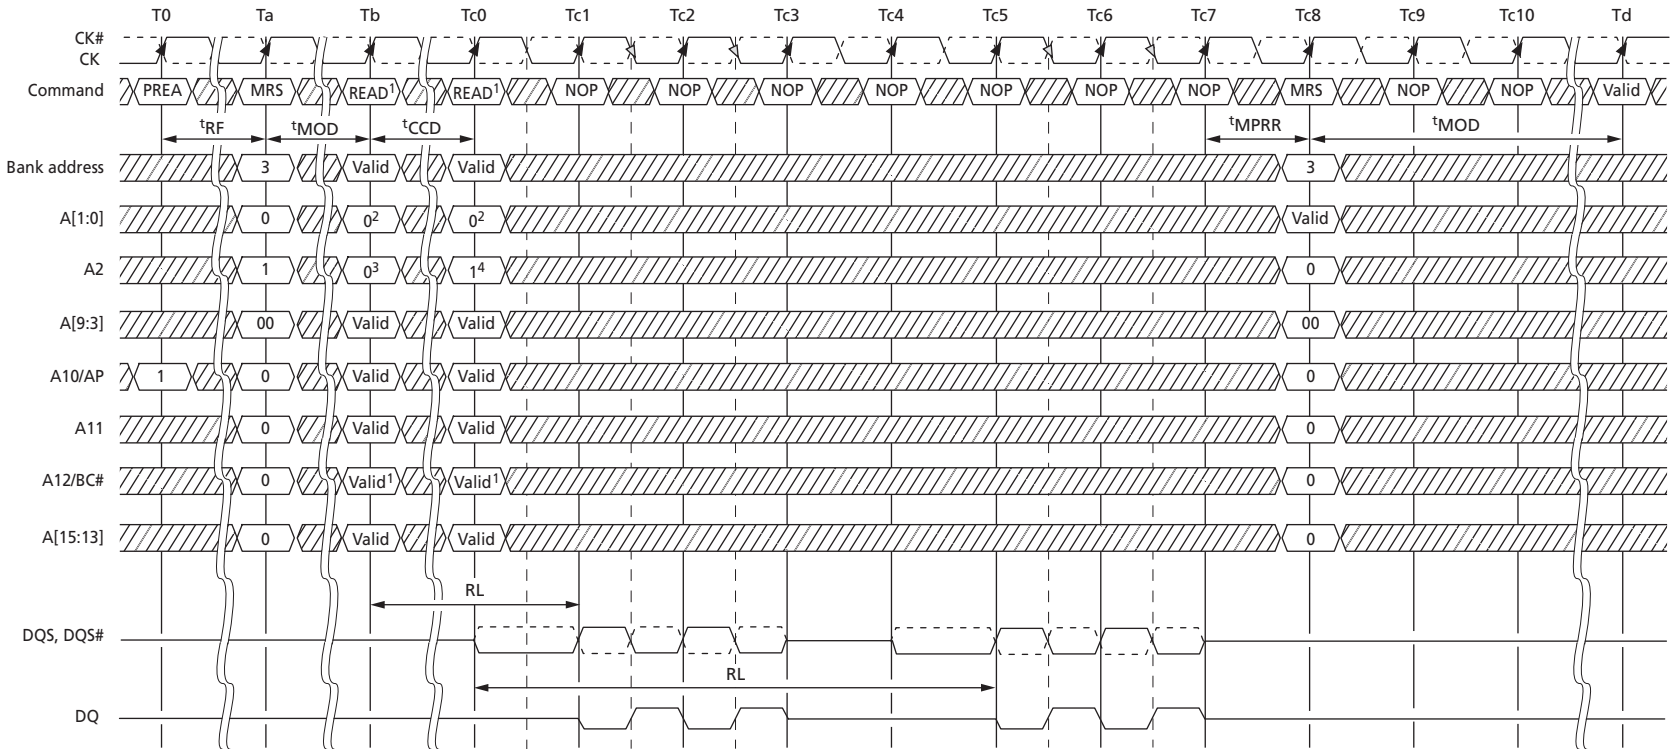 T0 Ta Tb Tc0 Tc1 Tc2 Tc3 Tc4 Tc5 Tc6 Tc7 Tc8 Tc9 Tc10 Td
CK#
CK
Command PREA MRS READ¹ READ¹ NOP NOP NOP NOP NOP NOP NOP MRS NOP NOP Valid
tRF tMOD tCCD tMPRR tMOD
Bank address 3 Valid Valid 3
A[1:0] 0 0² 0² Valid
A2 1 0³ 1⁴ 0
A[9:3] 00 Valid Valid 00
A10/AP 1 0 Valid Valid 0
A11 0 Valid Valid 0
A12/BC# 0 Valid¹ Valid¹ 0
A[15:13] 0 Valid Valid 0
RL
DQS, DQS#
RL
DQ